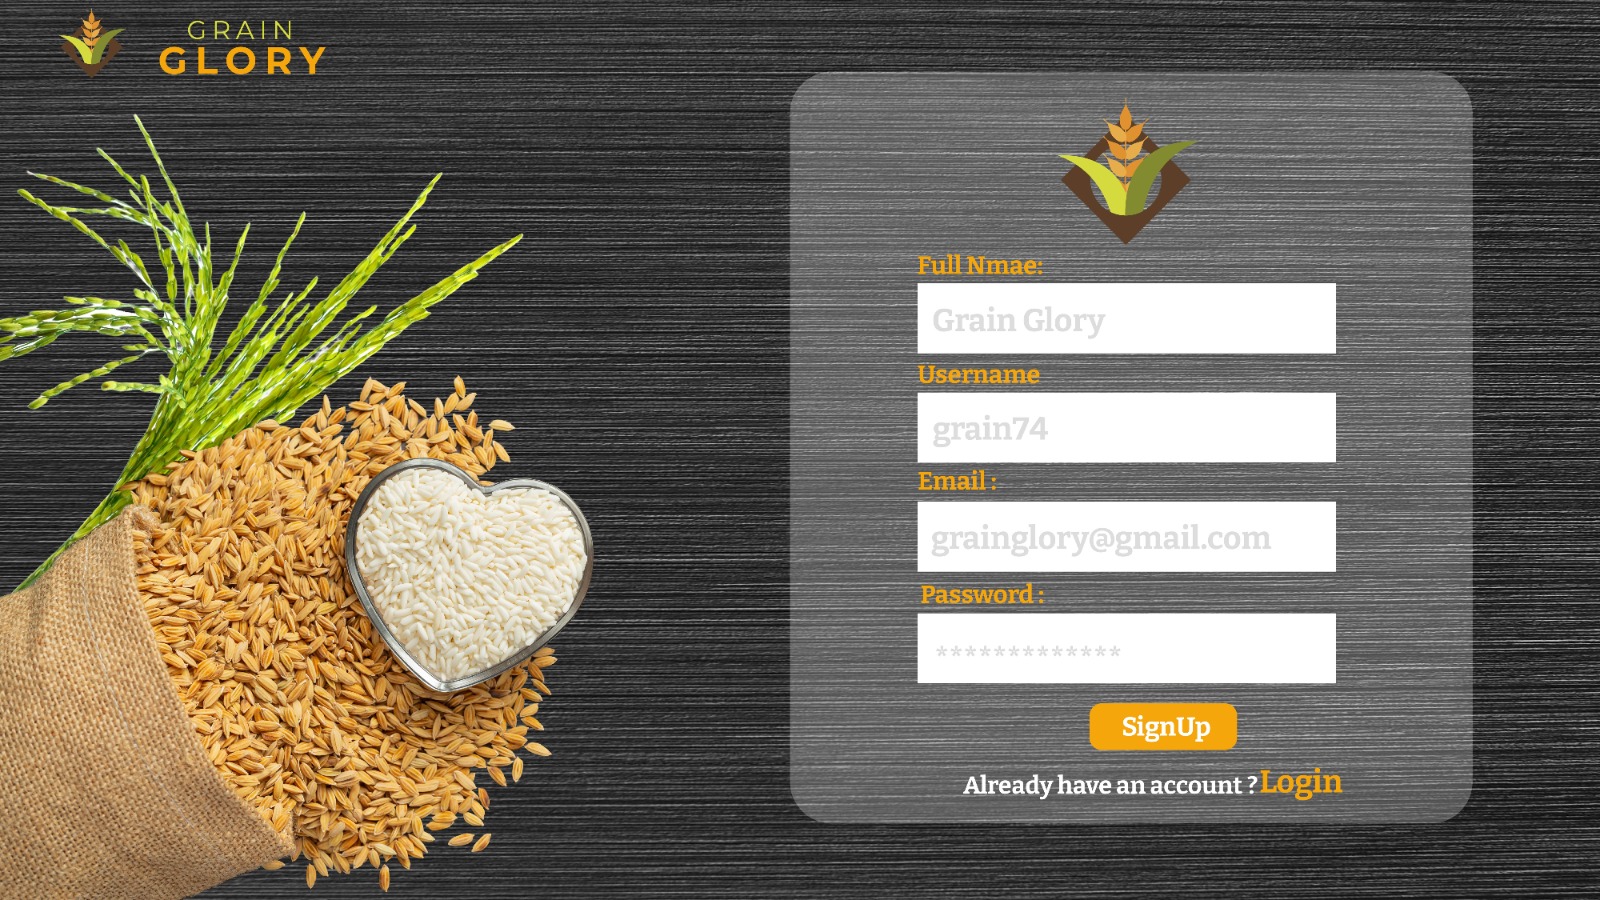 GRAIN
GLORY
Full Nmae:
Grain Glory
Username
grain74
Email :
grainglory@gmail.com
Password :
*************
SignUp
Already have an account ? Login